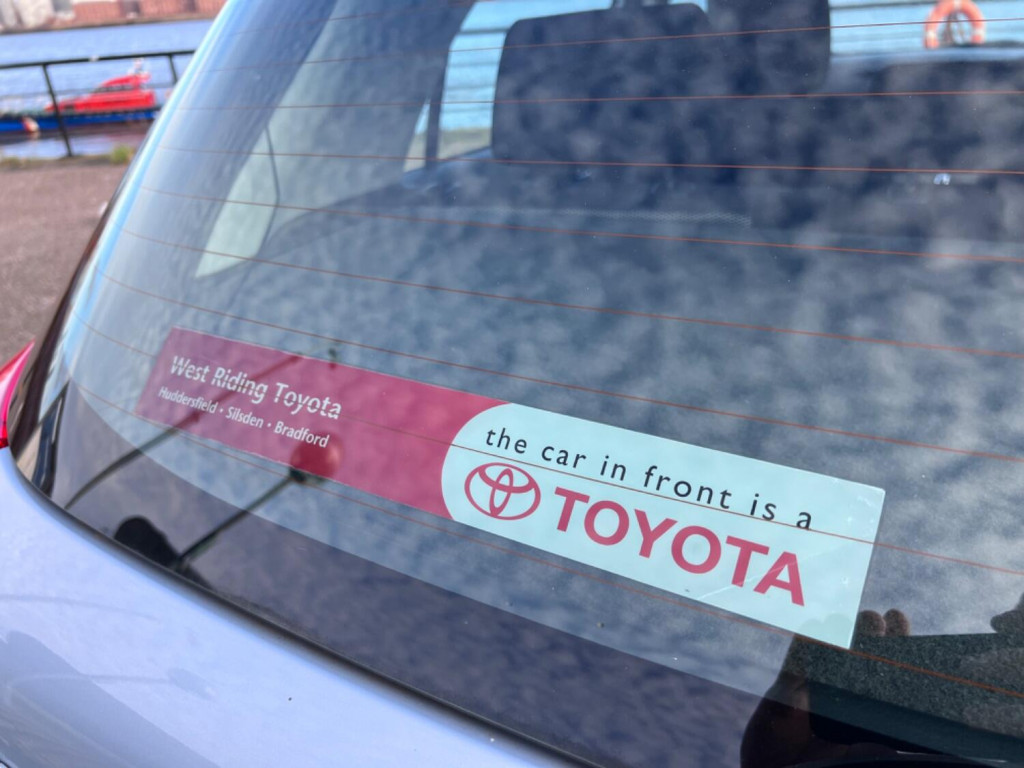 West Riding Toyota
Huddersfield • Silsden • Bradford
the car in front is a
TOYOTA